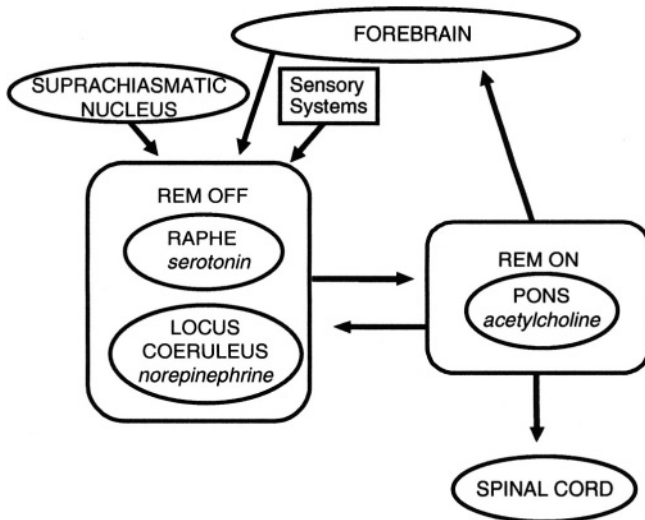 FOREBRAIN
SUPRACHIASMATIC
NUCLEUS
Sensory
Systems
REM OFF
RAPHE
serotonin
LOCUS
COERULEUS
norepinephrine
REM ON
PONS
acetylcholine
SPINAL CORD